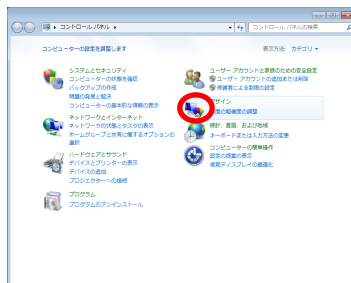 コントロール パネル
コントロール パネルの検索
コンピューターの設定を調整します
表示方法: カテゴリ
システムとセキュリティ
コンピューターの状態を確認
バックアップの作成
問題の発見と解決
コンピューターの基本的な情報の表示
ネットワークとインターネット
ネットワークの状態とタスクの表示
ホームグループと共有に関するオプションの
選択
ハードウェアとサウンド
デバイスとプリンターの表示
デバイスの追加
プロジェクターへの接続
プログラム
プログラムのアンインストール
ユーザー アカウントと家族のための安全設定
ユーザー アカウントの追加または削除
保護者による制限の設定
デザイン
面の解像度の調整
時計、言語、および地域
キーボードまたは入力方法の変更
コンピューターの簡単操作
設定の提案の表示
視覚ディスプレイの最適化